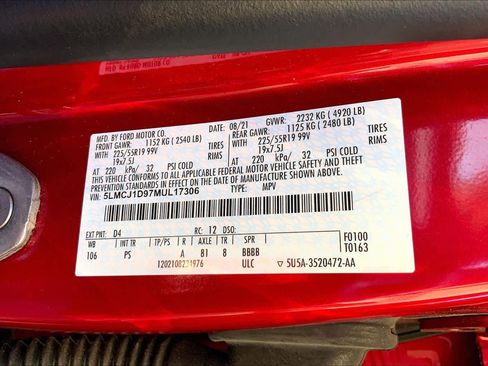 MFD. BY FORD MOTOR CO. DATE: 08/21 GVWR: 2232 KG (4920 LB)
FRONT GAWR: 1152 KG (2540 LB) REAR GAWR: 1125 KG (2480 LB)
WITH 225/55R19 99V TIRES WITH 225/55R19 99V TIRES
19x7.5J RIMS 19x7.5J RIMS
AT 220 kPa/ 32 PSI COLD AT 220 kPa/ 32 PSI COLD
THIS VEHICLE CONFORMS TO ALL APPLICABLE FEDERAL MOTOR VEHICLE SAFETY AND THEFT PREVENTION STANDARDS IN EFFECT ON THE DATE OF MANUFACTURE SHOWN ABOVE.
VIN: 5LMCJ1D97MUL17306 TYPE: MPV
F0100
T0163
EXT PNT: D4 RC: 12 DSO:
WB INT TR TP/PS R AXLE TR SPR
106 PS A 81 8 BBBB
ULC 5U5A-3520472-AA